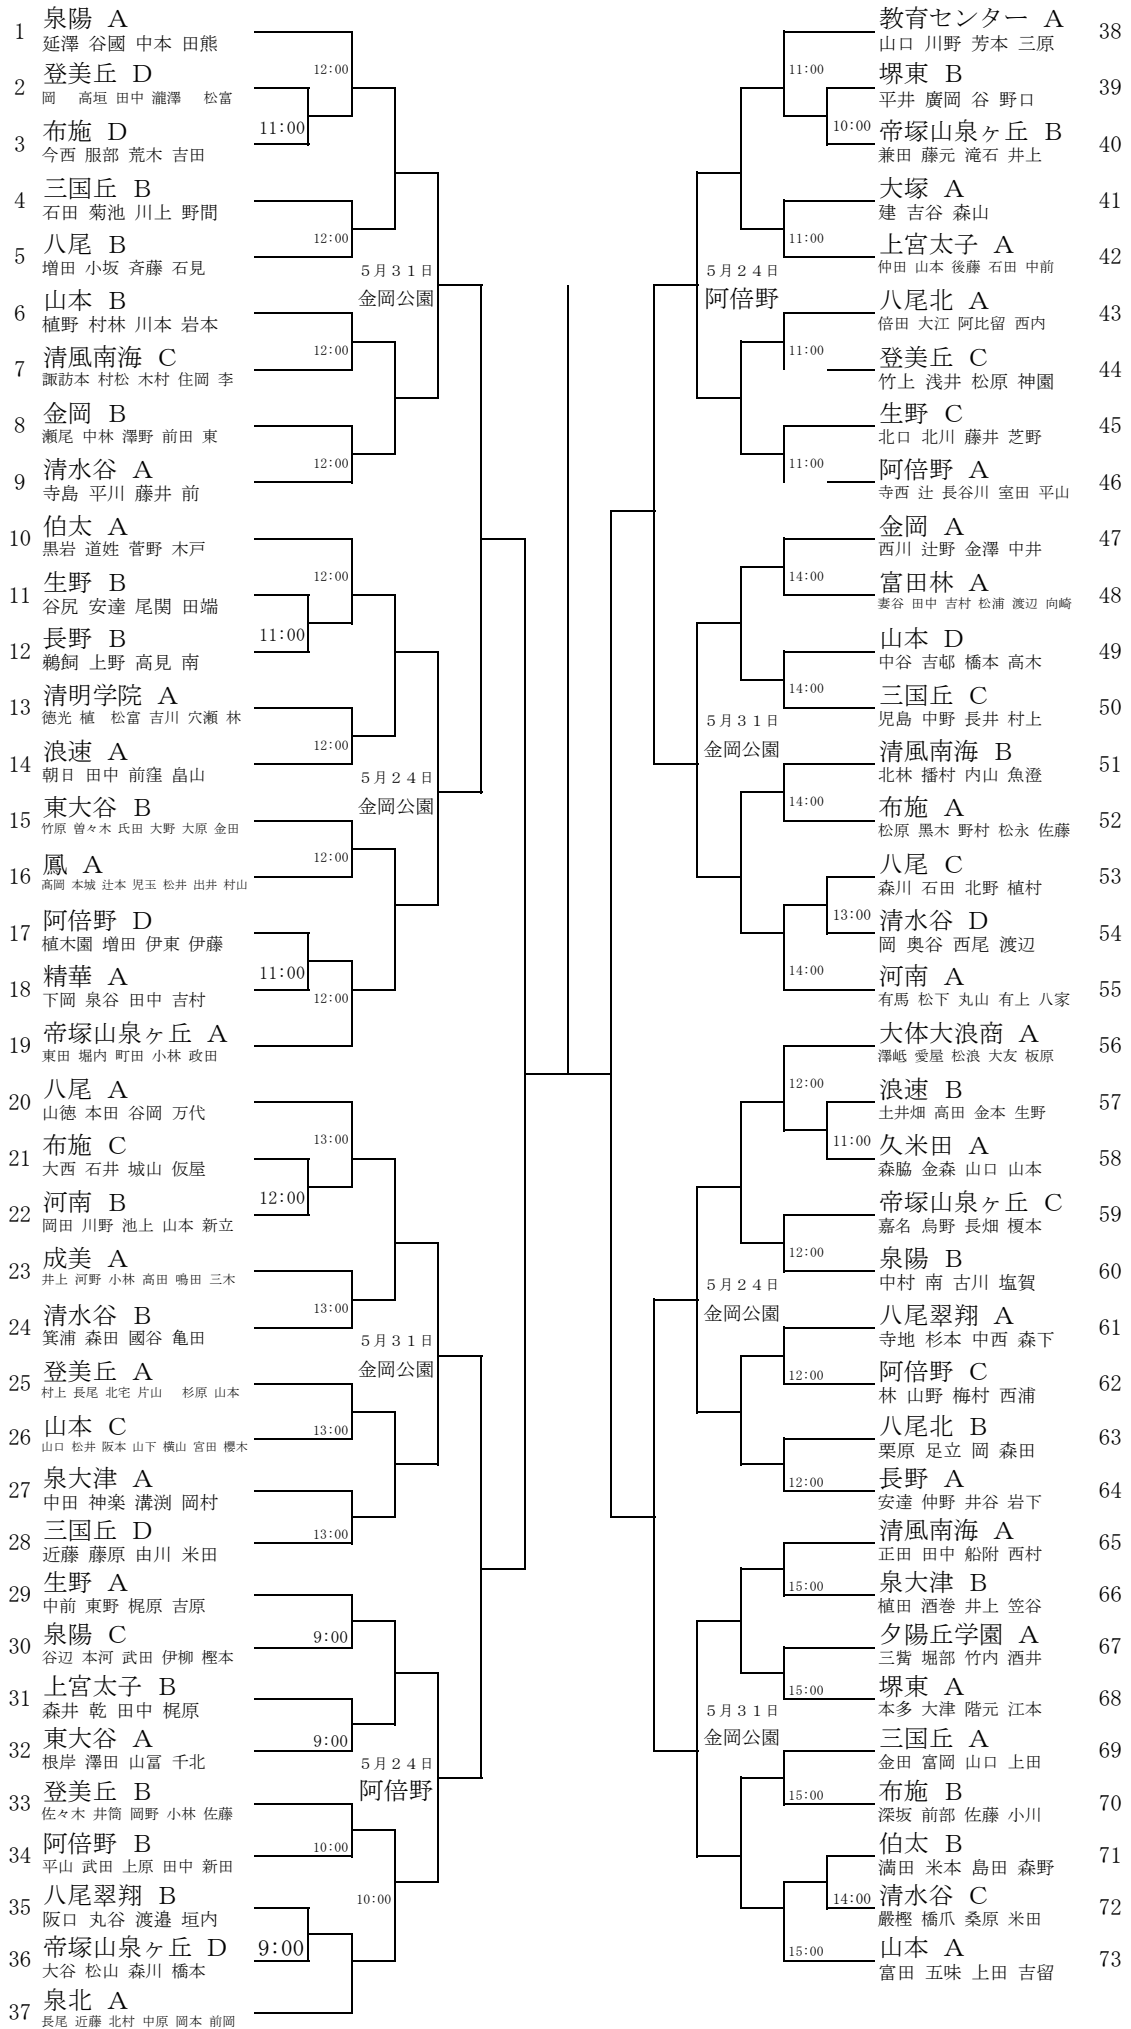 1 泉陽 A
延澤 谷國 中本 田熊
12:00
2 登美丘 D
岡 高垣 田中 瀧澤 松富
11:00
3 布施 D
今西 服部 荒木 吉田
4 三国丘 B
石田 菊池 川上 野間
12:00
5 八尾 B
増田 小坂 斉藤 石見
5月31日
金岡公園
6 山本 B
植野 村林 川本 岩本
12:00
7 清風南海 C
諏訪本 村松 木村 住岡 李
8 金岡 B
瀬尾 中林 澤野 前田 東
12:00
9 清水谷 A
寺島 平川 藤井 前
10 伯太 A
黒岩 道姓 菅野 木戸
12:00
11 生野 B
谷尻 安達 尾関 田端
11:00
12 長野 B
鵜飼 上野 高見 南
13 清明学院 A
徳光 植 松富 吉川 穴瀬 林
12:00
14 浪速 A
朝日 田中 前窪 畠山
5月24日
金岡公園
15 東大谷 B
竹原 曽々木 氏田 大野 大原 金田
12:00
16 鳳 A
高岡 本城 辻本 児玉 松井 出井 村山
17 阿倍野 D
植木園 増田 伊東 伊藤
11:00
18 精華 A
下岡 泉谷 田中 吉村
12:00
19 帝塚山泉ヶ丘 A
東田 堀内 町田 小林 政田
20 八尾 A
山徳 本田 谷岡 万代
13:00
21 布施 C
大西 石井 城山 仮屋
12:00
22 河南 B
岡田 川野 池上 山本 新立
23 成美 A
井上 河野 小林 高田 鳴田 三木
13:00
24 清水谷 B
箕浦 森田 國谷 亀田
5月31日
金岡公園
25 登美丘 A
村上 長尾 北宅 片山 杉原 山本
13:00
26 山本 C
山口 松井 阪本 山下 横山 宮田 櫻木
27 泉大津 A
中田 神楽 溝渕 岡村
13:00
28 三国丘 D
近藤 藤原 由川 米田
29 生野 A
中前 東野 梶原 吉原
9:00
30 泉陽 C
谷辺 本河 武田 伊柳 樫本
31 上宮太子 B
森井 乾 田中 梶原
9:00
32 東大谷 A
根岸 澤田 山冨 千北
5月24日
阿倍野
33 登美丘 B
佐々木 井筒 岡野 小林 佐藤
10:00
34 阿倍野 B
平山 武田 上原 田中 新田
10:00
35 八尾翠翔 B
阪口 丸谷 渡邉 垣内
9:00
36 帝塚山泉ヶ丘 D
大谷 松山 森川 橋本
37 泉北 A
長尾 近藤 北村 中原 岡本 前岡
教育センター A 38
山口 川野 芳本 三原
11:00
堺東 B 39
平井 廣岡 谷 野口
10:00
帝塚山泉ヶ丘 B 40
兼田 藤元 滝石 井上
大塚 A 41
建 吉谷 森山
11:00
上宮太子 A 42
仲田 山本 後藤 石田 中前
5月24日
阿倍野
八尾北 A 43
倍田 大江 阿比留 西内
11:00
登美丘 C 44
竹上 浅井 松原 神園
生野 C 45
北口 北川 藤井 芝野
11:00
阿倍野 A 46
寺西 辻 長谷川 室田 平山
金岡 A 47
西川 辻野 金澤 中井
14:00
富田林 A 48
妻谷 田中 吉村 松浦 渡辺 向崎
山本 D 49
中谷 吉邨 橋本 高木
14:00
三国丘 C 50
児島 中野 長井 村上
5月31日
金岡公園
清風南海 B 51
北林 播村 内山 魚澄
14:00
布施 A 52
松原 黒木 野村 松永 佐藤
八尾 C 53
森川 石田 北野 植村
13:00
清水谷 D 54
岡 奥谷 西尾 渡辺
14:00
河南 A 55
有馬 松下 丸山 有上 八家
大体大浪商 A 56
澤岻 愛屋 松浪 大友 板原
12:00
浪速 B 57
土井畑 高田 金本 生野
11:00
久米田 A 58
森脇 金森 山口 山本
帝塚山泉ヶ丘 C 59
嘉名 烏野 長畑 榎本
12:00
泉陽 B 60
中村 南 古川 塩賀
5月24日
金岡公園
八尾翠翔 A 61
寺地 杉本 中西 森下
12:00
阿倍野 C 62
林 山野 梅村 西浦
八尾北 B 63
栗原 足立 岡 森田
12:00
長野 A 64
安達 仲野 井谷 岩下
清風南海 A 65
正田 田中 船附 西村
15:00
泉大津 B 66
植田 酒巻 井上 笠谷
夕陽丘学園 A 67
三觜 堀部 竹内 酒井
15:00
堺東 A 68
本多 大津 階元 江本
5月31日
金岡公園
三国丘 A 69
金田 富岡 山口 上田
15:00
布施 B 70
深坂 前部 佐藤 小川
伯太 B 71
満田 米本 島田 森野
14:00
清水谷 C 72
嚴樫 橋爪 桑原 米田
15:00
山本 A 73
富田 五味 上田 吉留